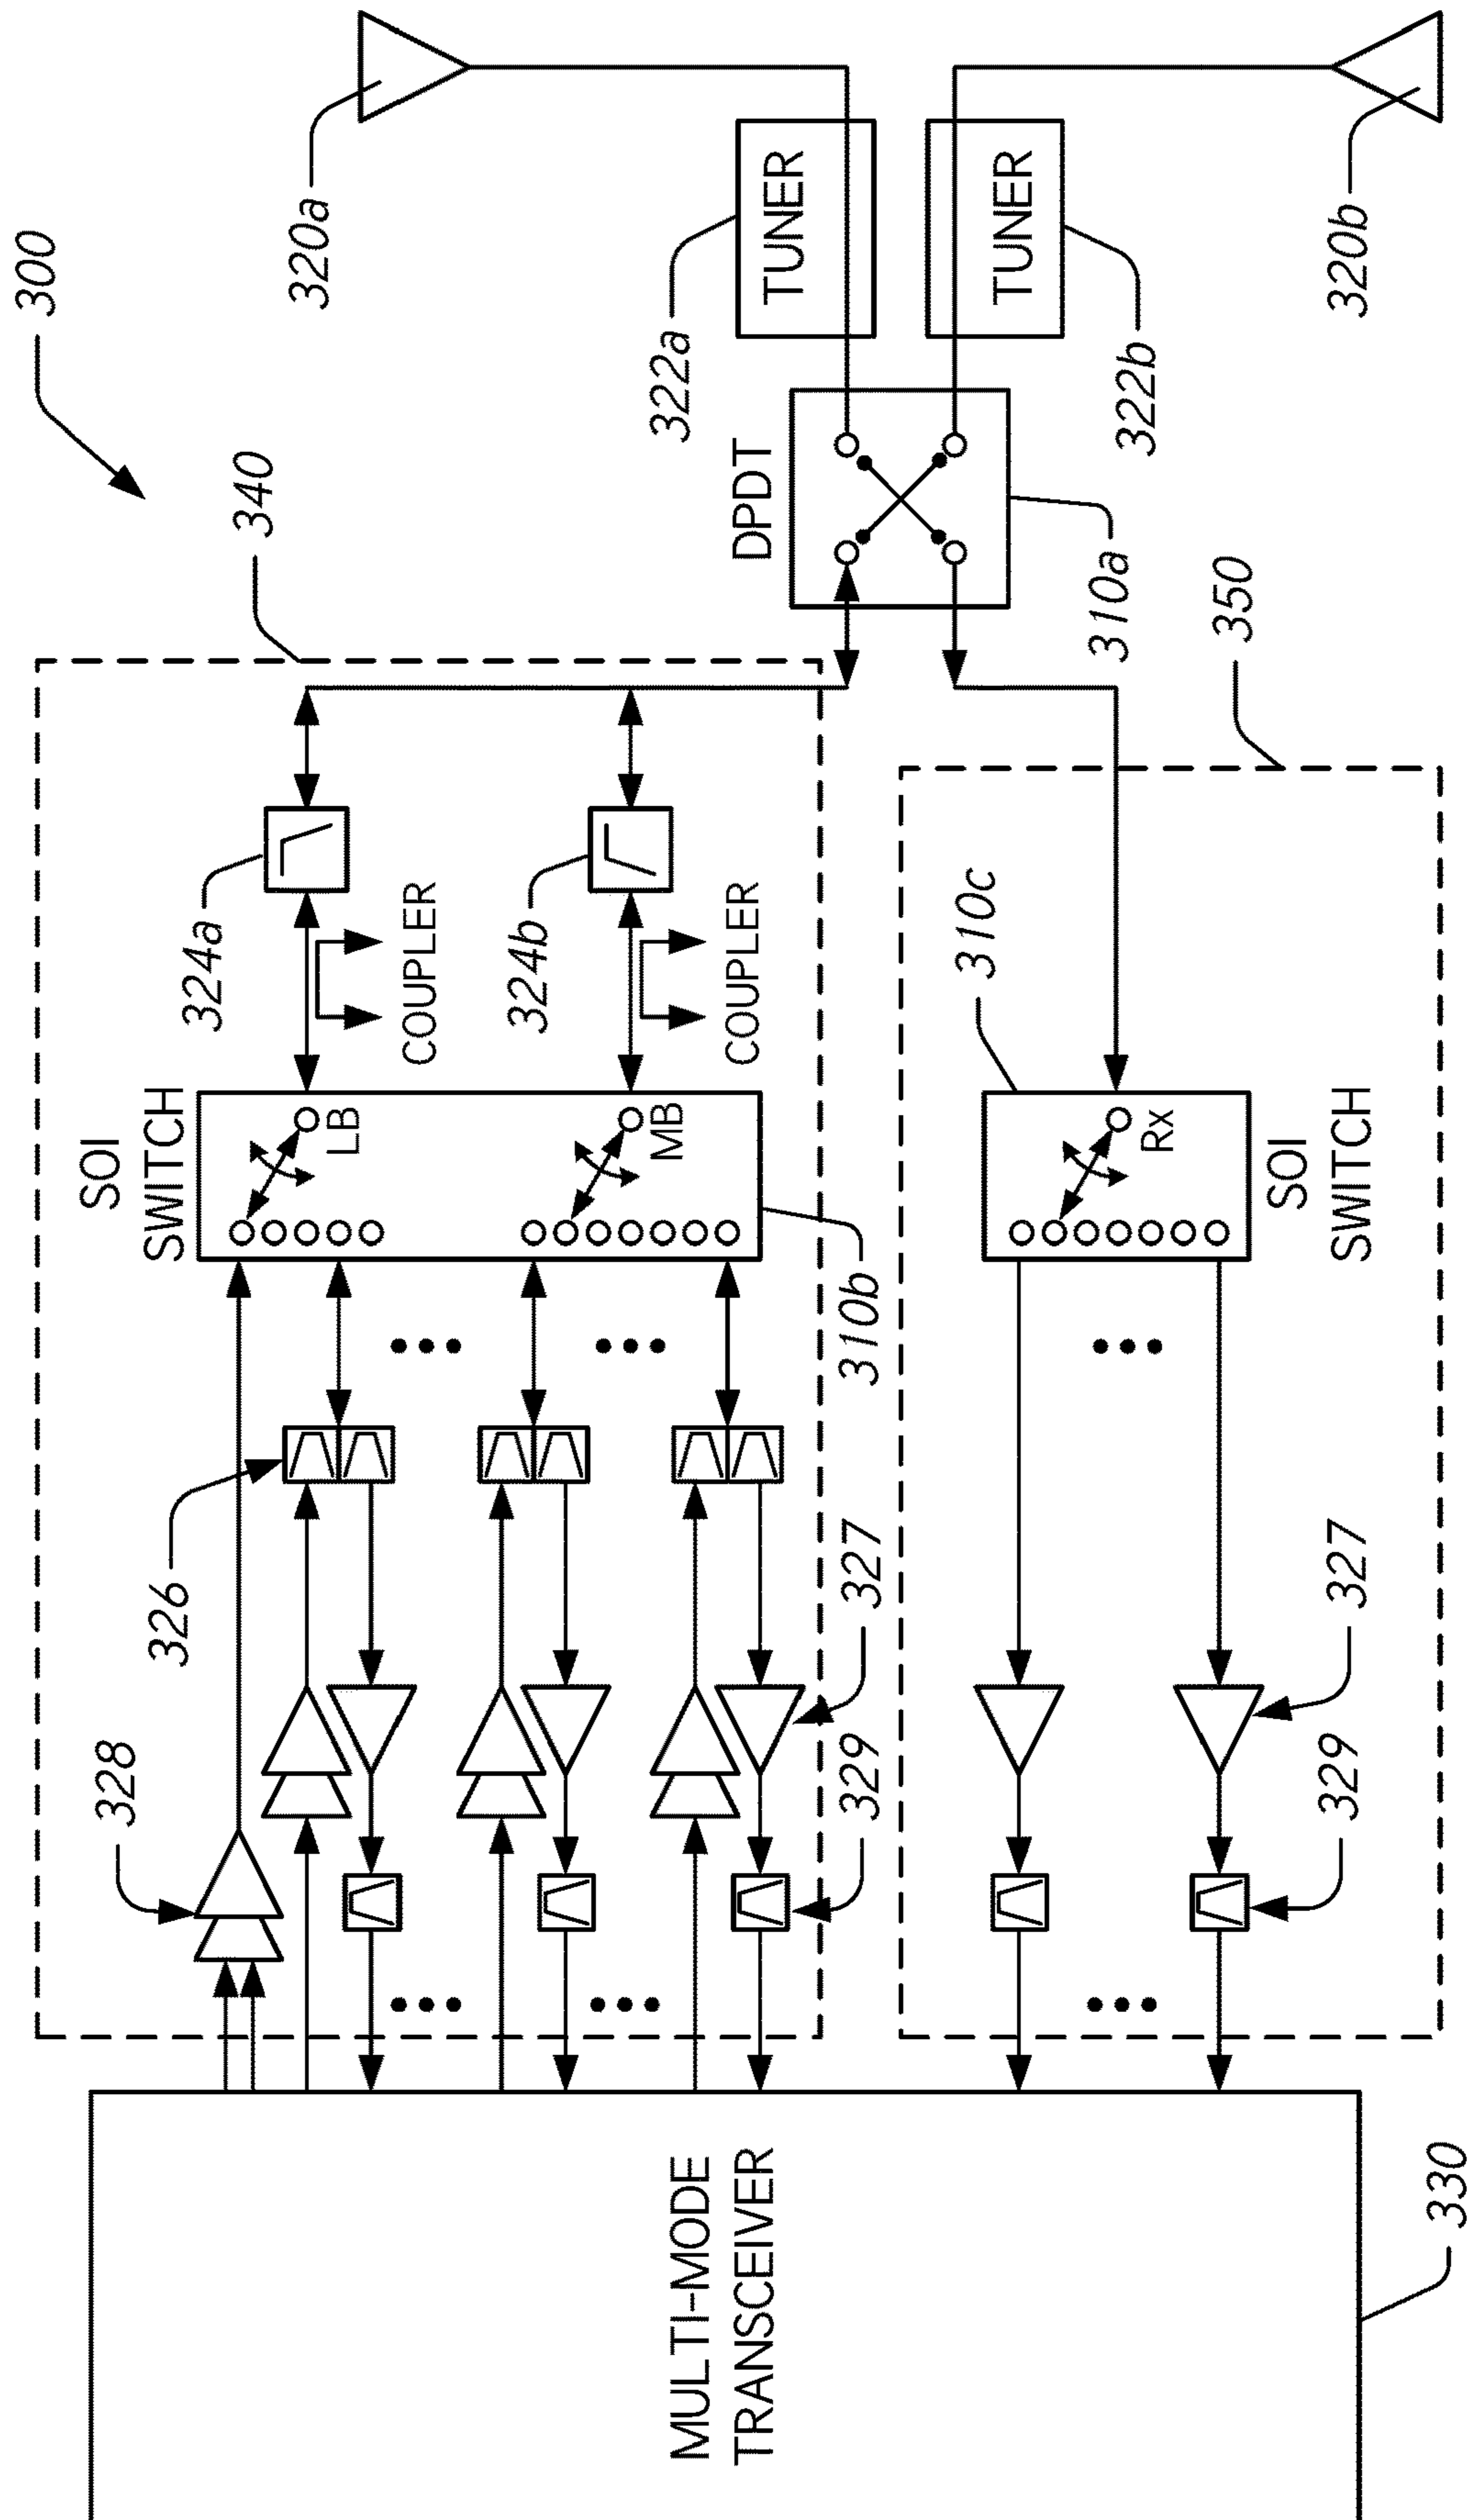 300
340
320a
322a
TUNER
TUNER
322b
320b
DPDT
310a
350
324a
COUPLER
324b
COUPLER
310c
SOI
SWITCH
LB
MB
310b
Rx
SOI
SWITCH
326
327
327
328
329
329
MULTI-MODE
TRANSCEIVER
330